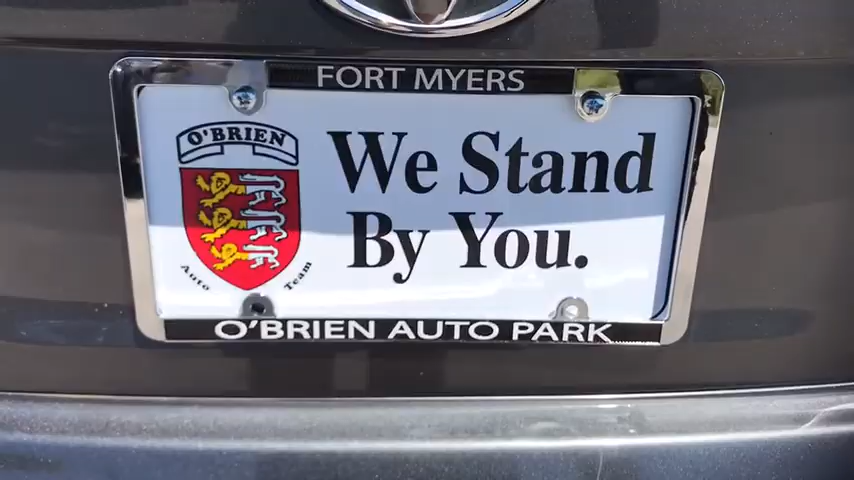 FORT MYERS
O'BRIEN
We Stand
By You.
Auto Team
O'BRIEN AUTO PARK